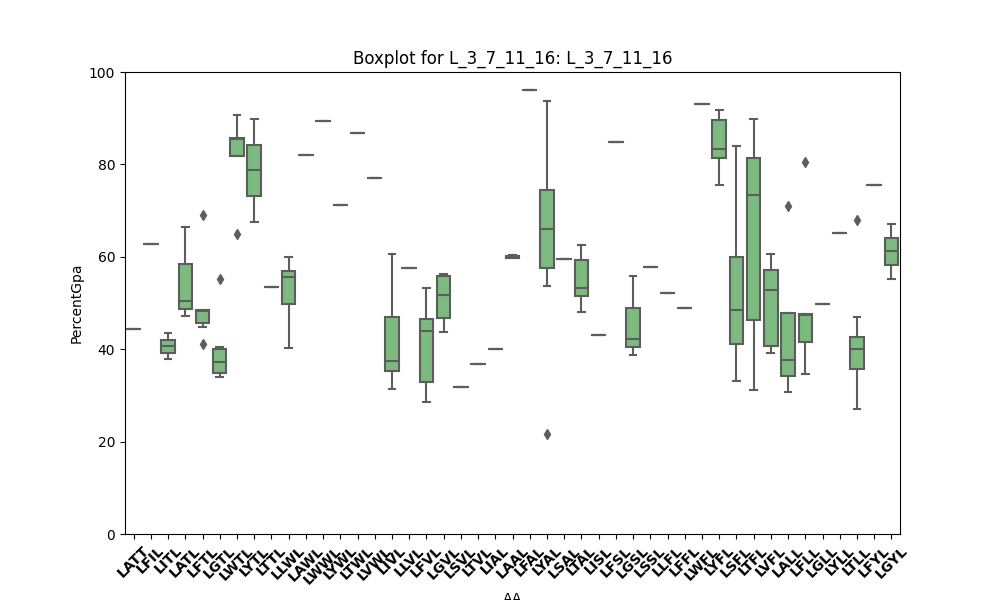 Boxplot for L_3_7_11_16: L_3_7_11_16
100
80
60
40
20
0
PercentGpa
LATT LFIL LITL LATL LFTL LGTL LWTL LYTL LTTL LLWL LAWL LWWL LYWL LTWL LVWL LIVL LLVL LFVL LGVL LSVL LTVL LIAL LAAL LFAL LYAL LSAL LTAL LISL LFSL LGSL LSSL LLFL LFFL LWFL LYFL LSFL LTFL LVFL LALL LFLL LGLL LYLL LTLL LFYL LGYL
AA